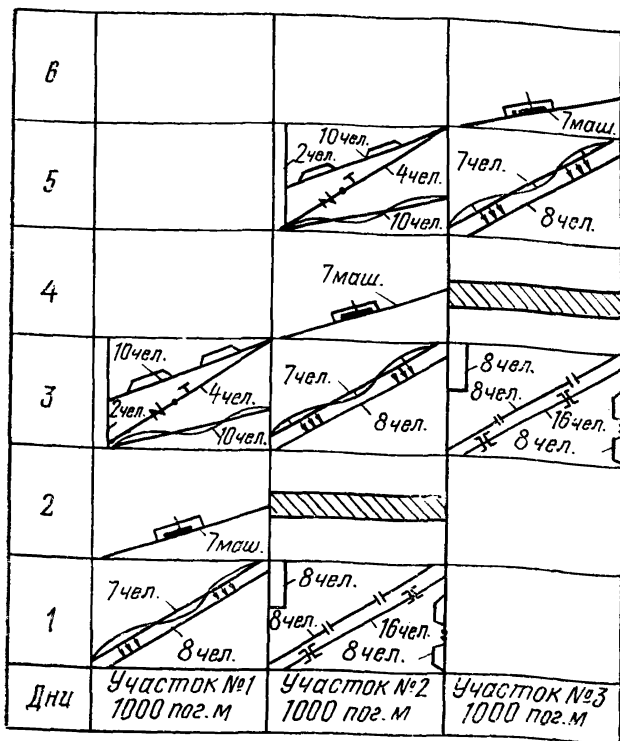 6
7маш.
5
2чел.
10чел.
4чел.
10чел.
7чел.
8чел.
4
7маш.
3
10чел.
2чел.
4чел.
10чел.
7чел.
8чел.
8чел.
8чел.
16чел.
8чел.
2
7маш.
1
7чел.
8чел.
8чел.
8чел.
16чел.
8чел.
Дни
Участок №1
1000 пог.м
Участок №2
1000 пог.м
Участок №3
1000 пог.м